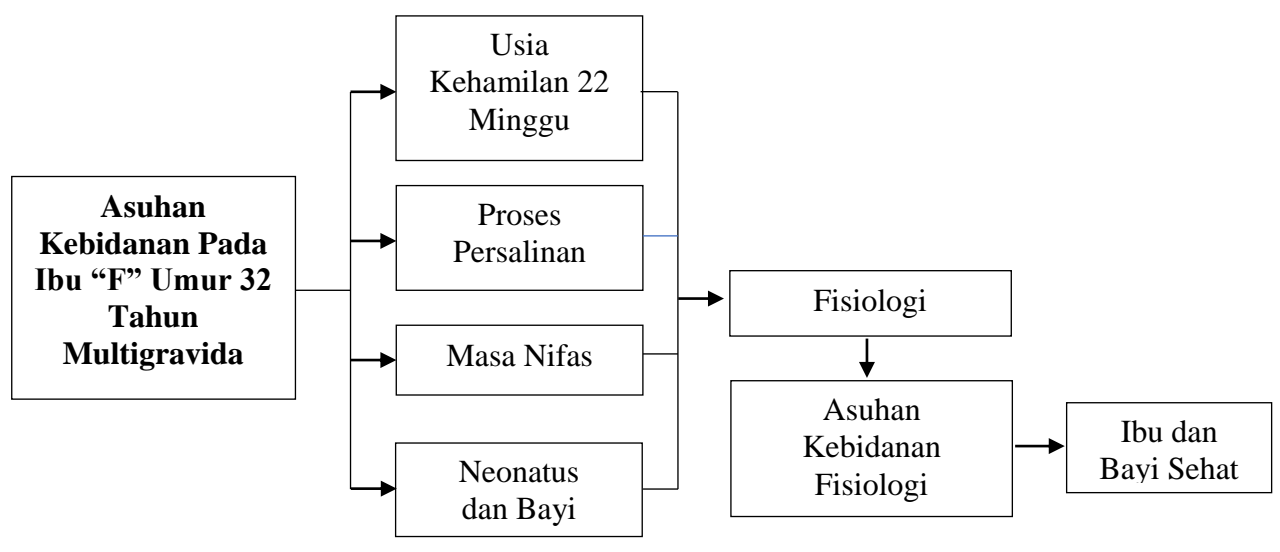 Asuhan
Kebidanan Pada
Ibu “F” Umur 32
Tahun
Multigravida
Usia
Kehamilan 22
Minggu
Proses
Persalinan
Masa Nifas
Neonatus
dan Bayi
Fisiologi
Asuhan
Kebidanan
Fisiologi
Ibu dan
Bayi Sehat